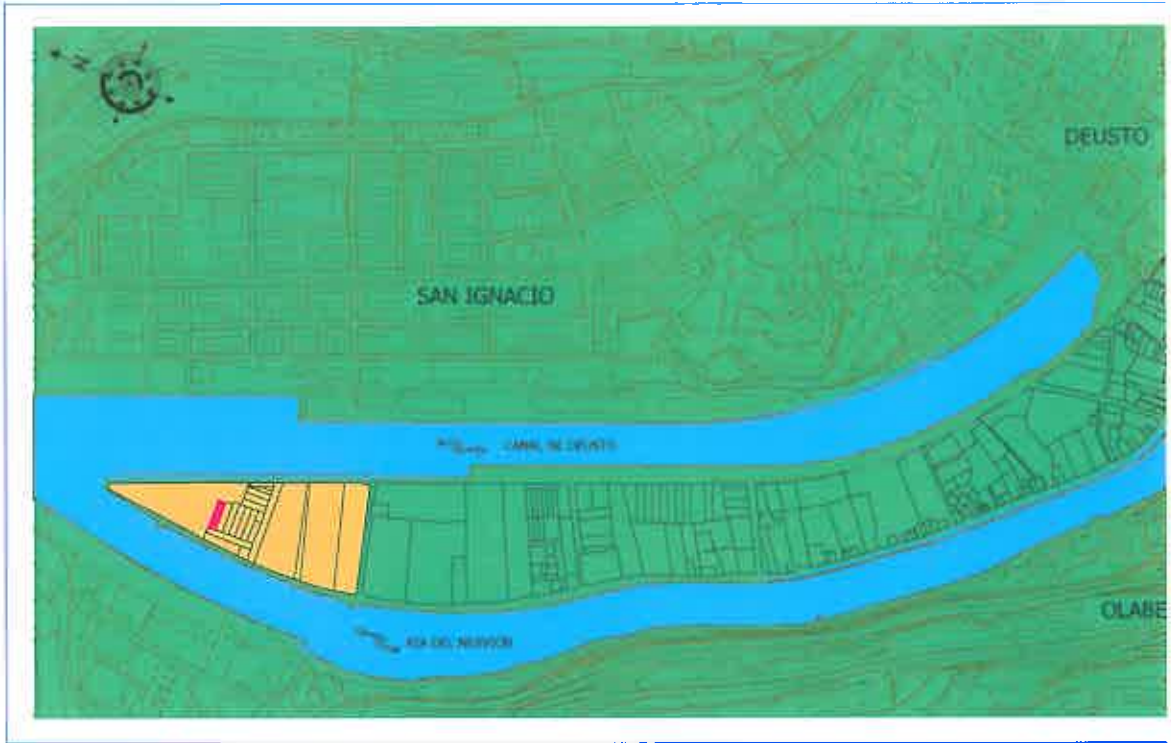 N
DEUSTO
SAN IGNACIO
CANAL DE DEUSTO
OLABE
RIA DEL NERVION